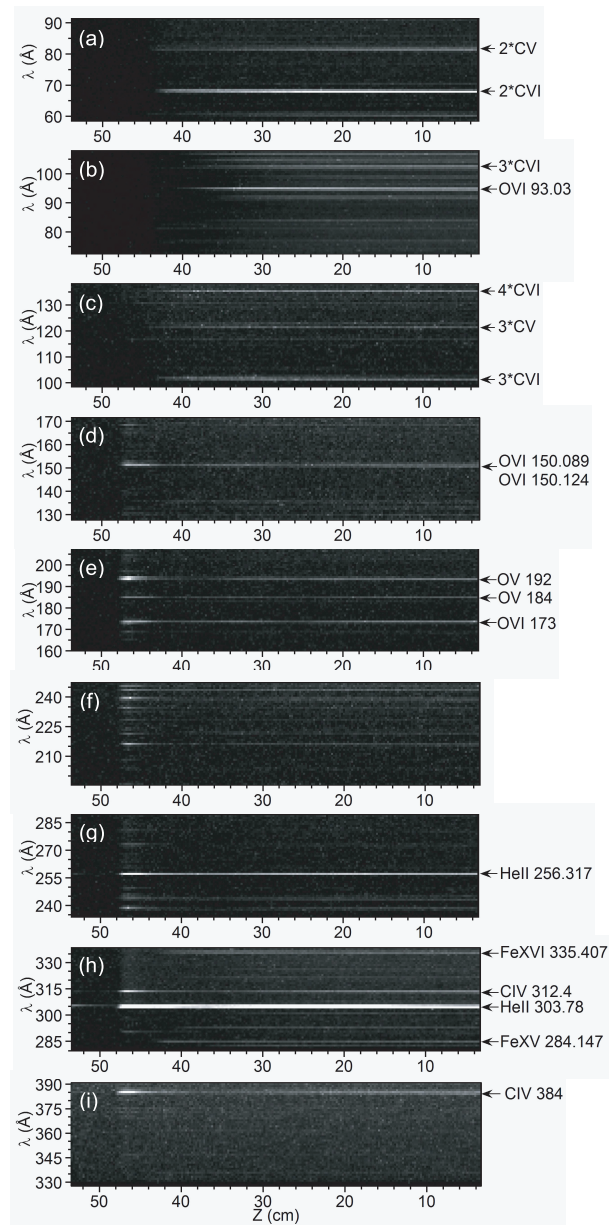 (a)
λ (Å)
90
80
70
60
2*CV
2*CVI
50 40 30 20 10
(b)
λ (Å)
100
90
80
3*CVI
OVI 93.03
50 40 30 20 10
(c)
λ (Å)
130
120
110
100
4*CVI
3*CV
3*CVI
50 40 30 20 10
(d)
λ (Å)
170
160
150
140
130
OVI 150.089
OVI 150.124
50 40 30 20 10
(e)
λ (Å)
200
190
180
170
160
OV 192
OV 184
OVI 173
50 40 30 20 10
(f)
λ (Å)
240
225
210
50 40 30 20 10
(g)
λ (Å)
285
270
255
240
HeII 256.317
50 40 30 20 10
(h)
λ (Å)
330
315
300
285
FeXVI 335.407
CIV 312.4
HeII 303.78
FeXV 284.147
50 40 30 20 10
(i)
λ (Å)
390
375
360
345
330
CIV 384
50 40 30 20 10
Z (cm)